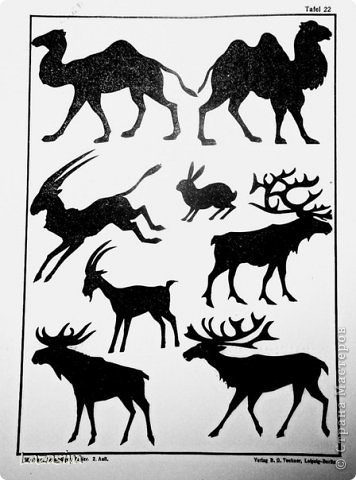 Tafel 22
2. Aufl.
Verlag B. G. Teubner, Leipzig-Berlin
© Страна Мастеров